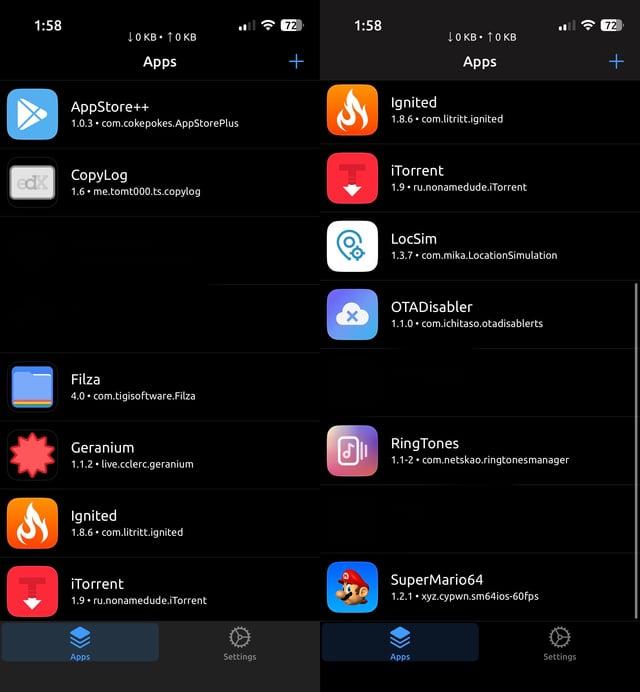 1:58
72
↓0 KB • ↑0 KB
Apps
+
AppStore++
1.0.3 • com.cokepokes.AppStorePlus
edX
CopyLog
1.6 • me.tomt000.ts.copylog
Filza
4.0 • com.tigisoftware.Filza
Geranium
1.1.2 • live.cclerc.geranium
Ignited
1.8.6 • com.litritt.ignited
iTorrent
1.9 • ru.nonamedude.iTorrent
Apps
Settings
1:58
72
↓0 KB • ↑0 KB
Apps
+
Ignited
1.8.6 • com.litritt.ignited
iTorrent
1.9 • ru.nonamedude.iTorrent
LocSim
1.3.7 • com.mika.LocationSimulation
OTADisabler
1.1.0 • com.ichitaso.otadisablerts
RingTones
1.1-2 • com.netskao.ringtonesmanager
SuperMario64
1.2.1 • xyz.cypwn.sm64ios-60fps
Apps
Settings